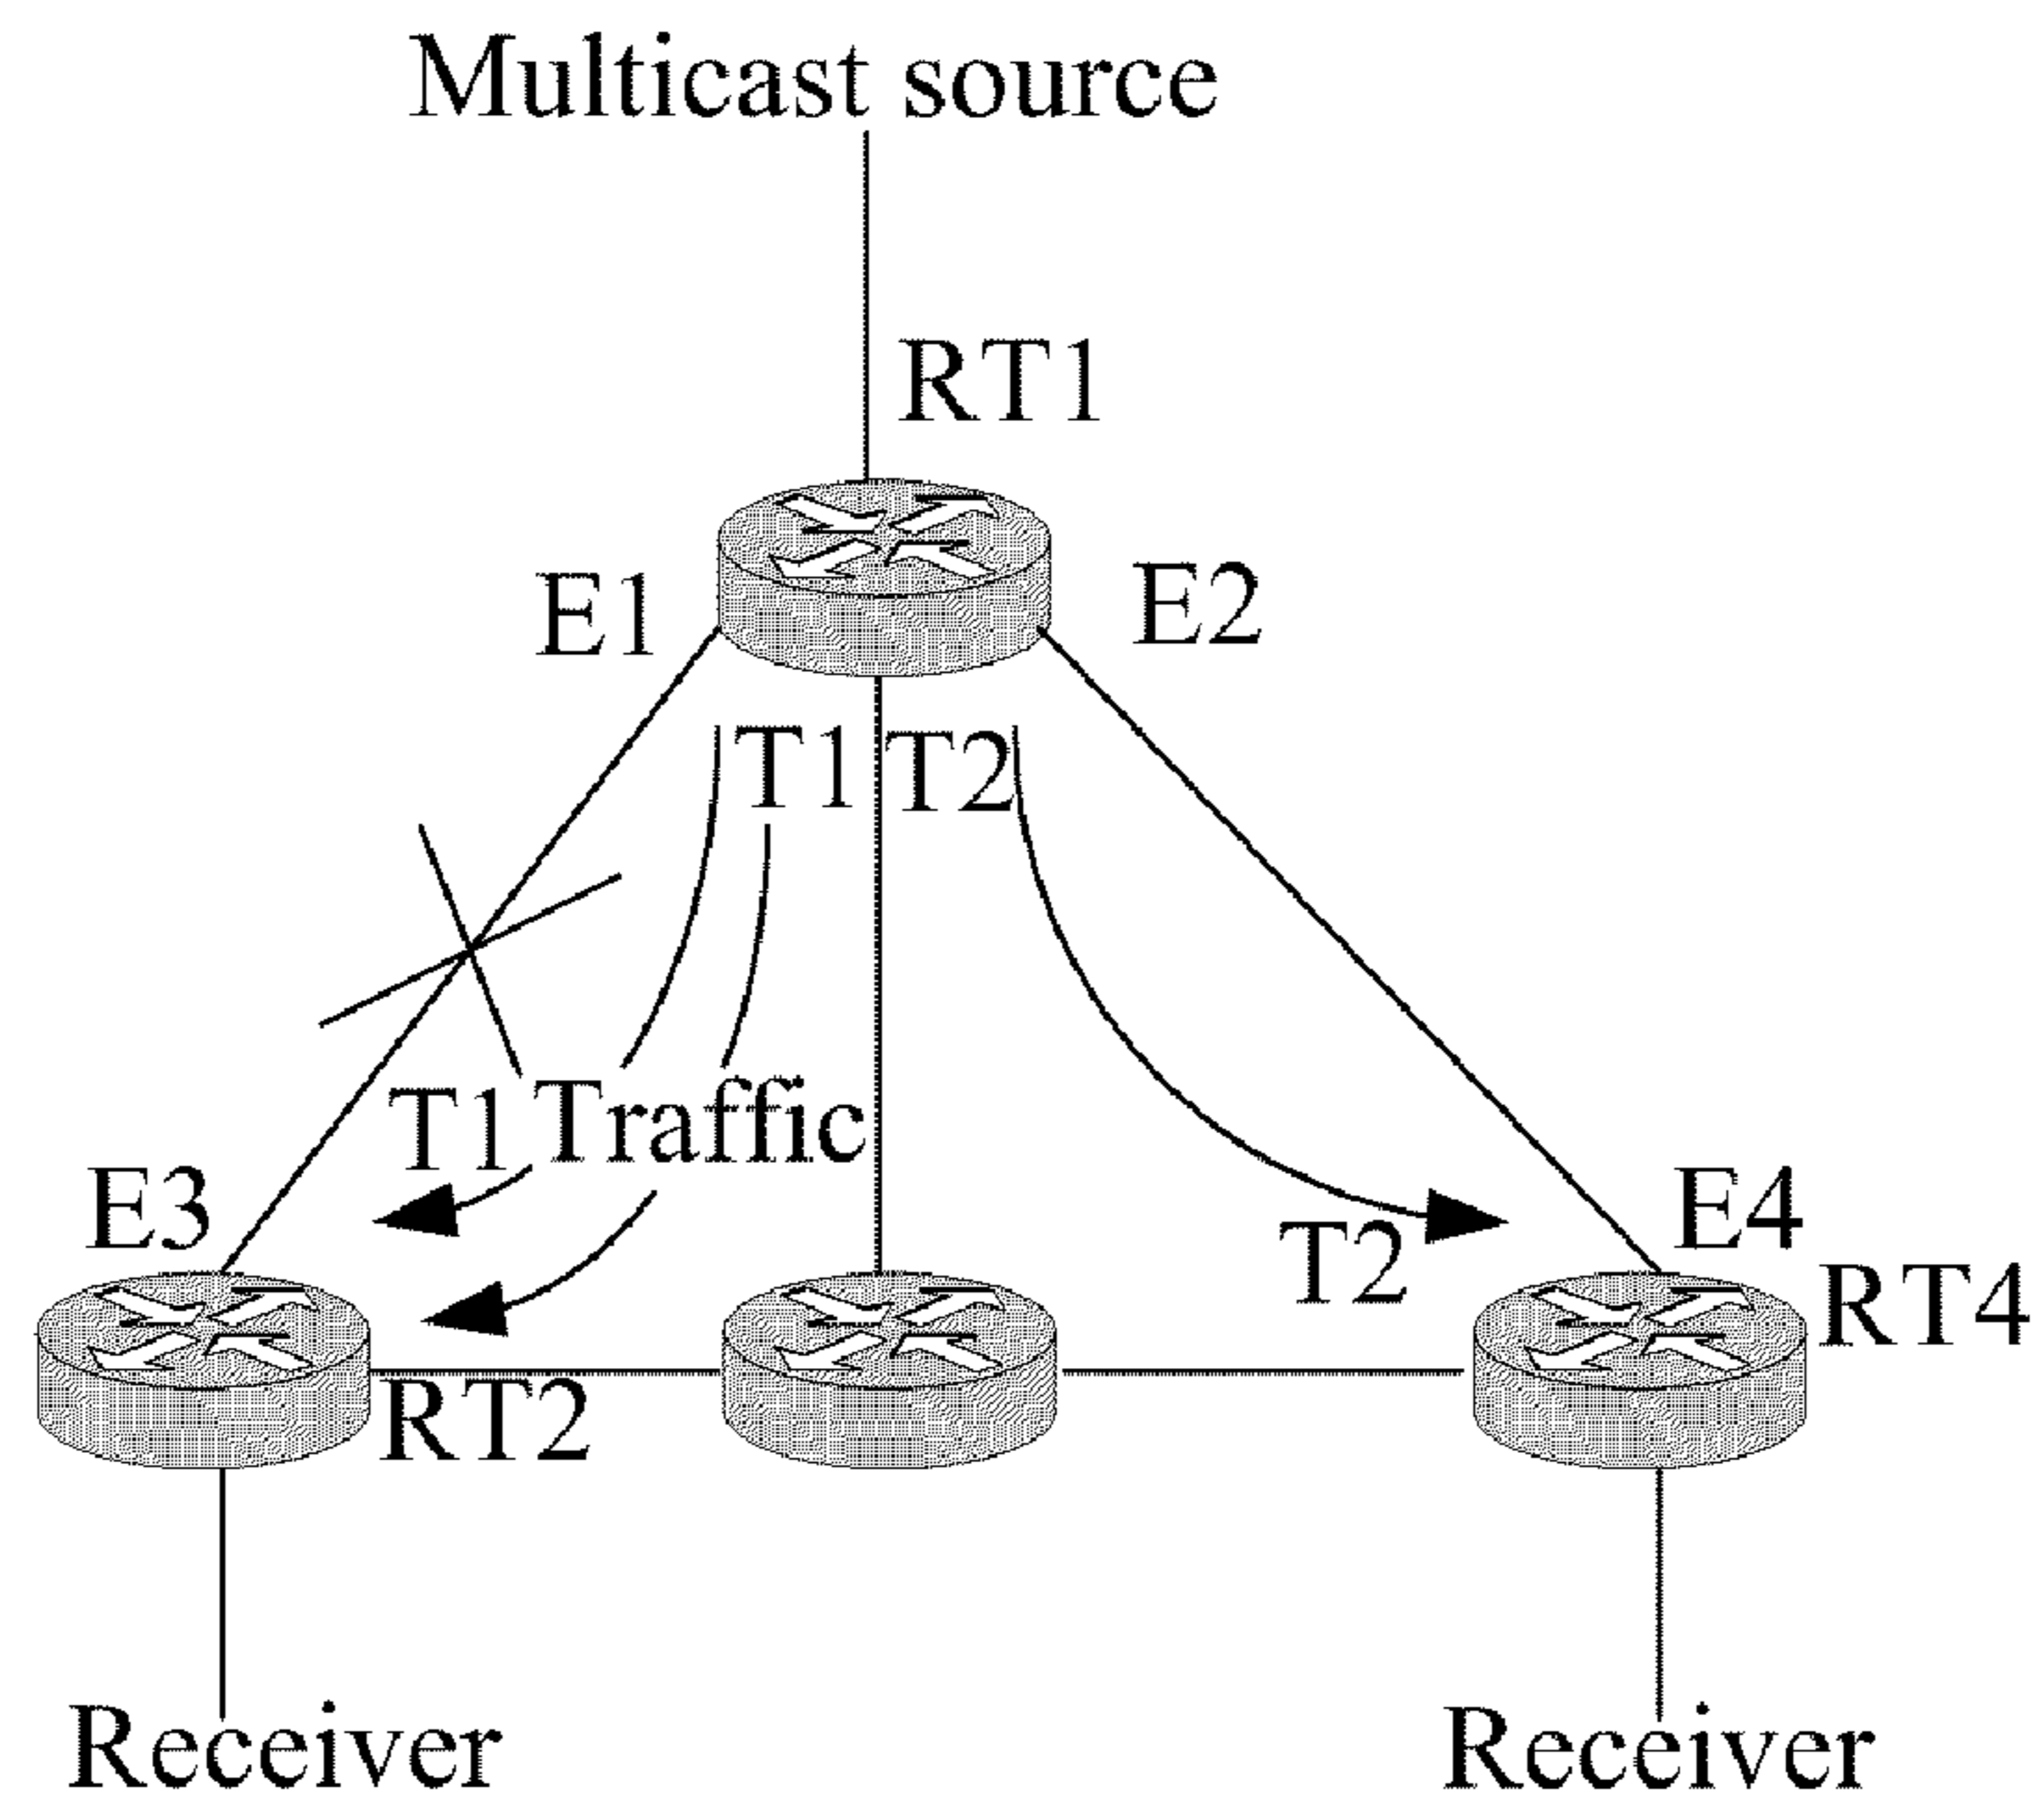 Multicast source
RT1
E1
E2
T1
T2
T1
Traffic
E3
T2
E4
RT4
RT2
Receiver
Receiver